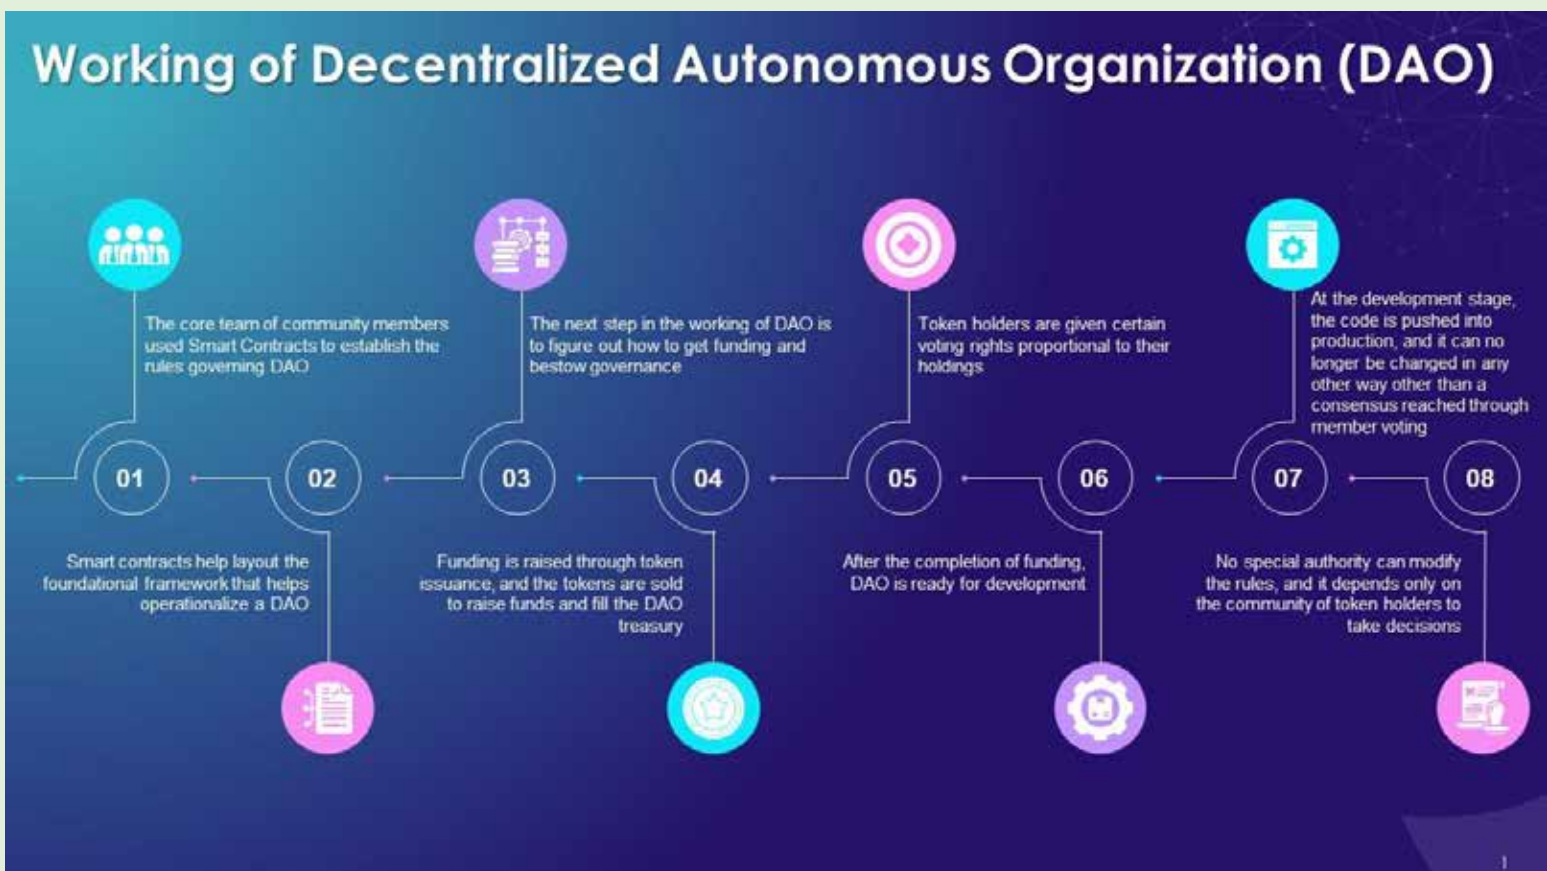 Working of Decentralized Autonomous Organization (DAO)
01
The core team of community members
used Smart Contracts to establish the
rules governing DAO
02
Smart contracts help layout the
foundational framework that helps
operationalize a DAO
03
The next step in the working of DAO is
to figure out how to get funding and
bestow governance
04
Funding is raised through token
issuance, and the tokens are sold
to raise funds and fill the DAO
treasury
05
Token holders are given certain
voting rights proportional to their
holdings
06
After the completion of funding,
DAO is ready for development
07
At the development stage,
the code is pushed into
production, and it can no
longer be changed in any
other way other than a
consensus reached through
member voting
08
No special authority can modify
the rules, and it depends only on
the community of token holders to
take decisions
1